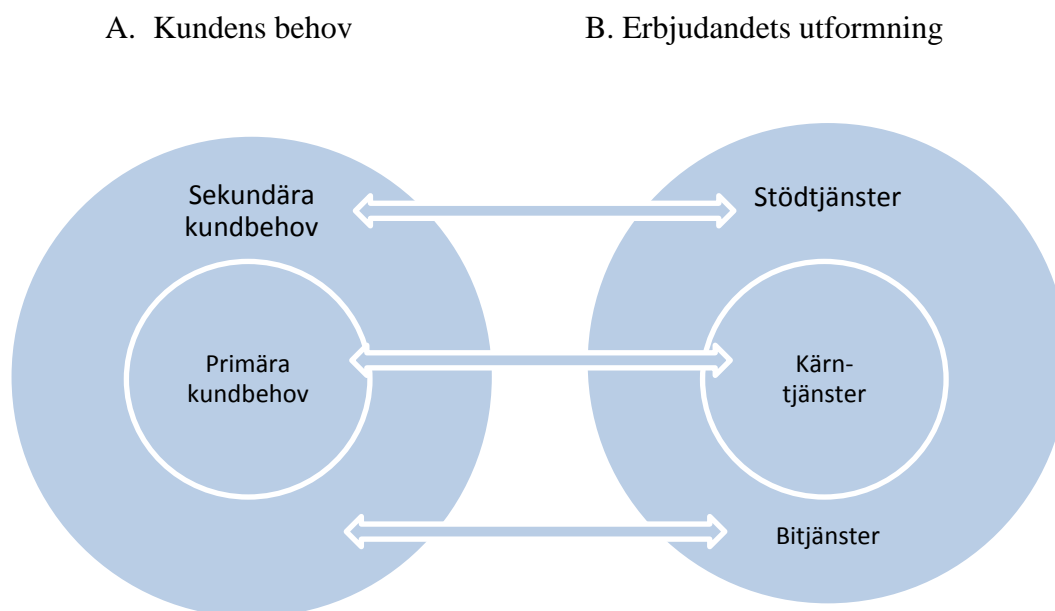 A. Kundens behov
B. Erbjudandets utformning
Sekundära
kundbehov
Stödtjänster
Primära
kundbehov
Kärn-
tjänster
Bitjänster